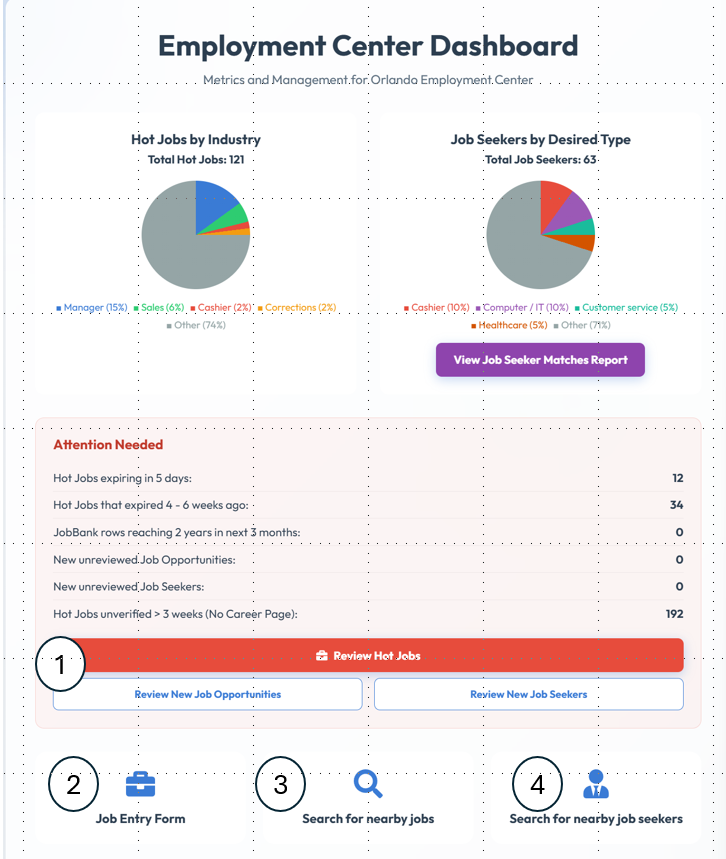 Employment Center Dashboard
Metrics and Management for Orlando Employment Center
Hot Jobs by Industry
Total Hot Jobs: 121
Manager (15%) Sales (6%) Cashier (2%) Corrections (2%)
Other (74%)
Job Seekers by Desired Type
Total Job Seekers: 63
Cashier (10%) Computer / IT (10%) Customer service (5%)
Healthcare (5%) Other (71%)
View Job Seeker Matches Report
Attention Needed
Hot Jobs expiring in 5 days: 12
Hot Jobs that expired 4 - 6 weeks ago: 34
JobBank rows reaching 2 years in next 3 months: 0
New unreviewed Job Opportunities: 0
New unreviewed Job Seekers: 0
Hot Jobs unverified > 3 weeks (No Career Page): 192
1 Review Hot Jobs
Review New Job Opportunities Review New Job Seekers
2 3 4
Job Entry Form Search for nearby jobs Search for nearby job seekers